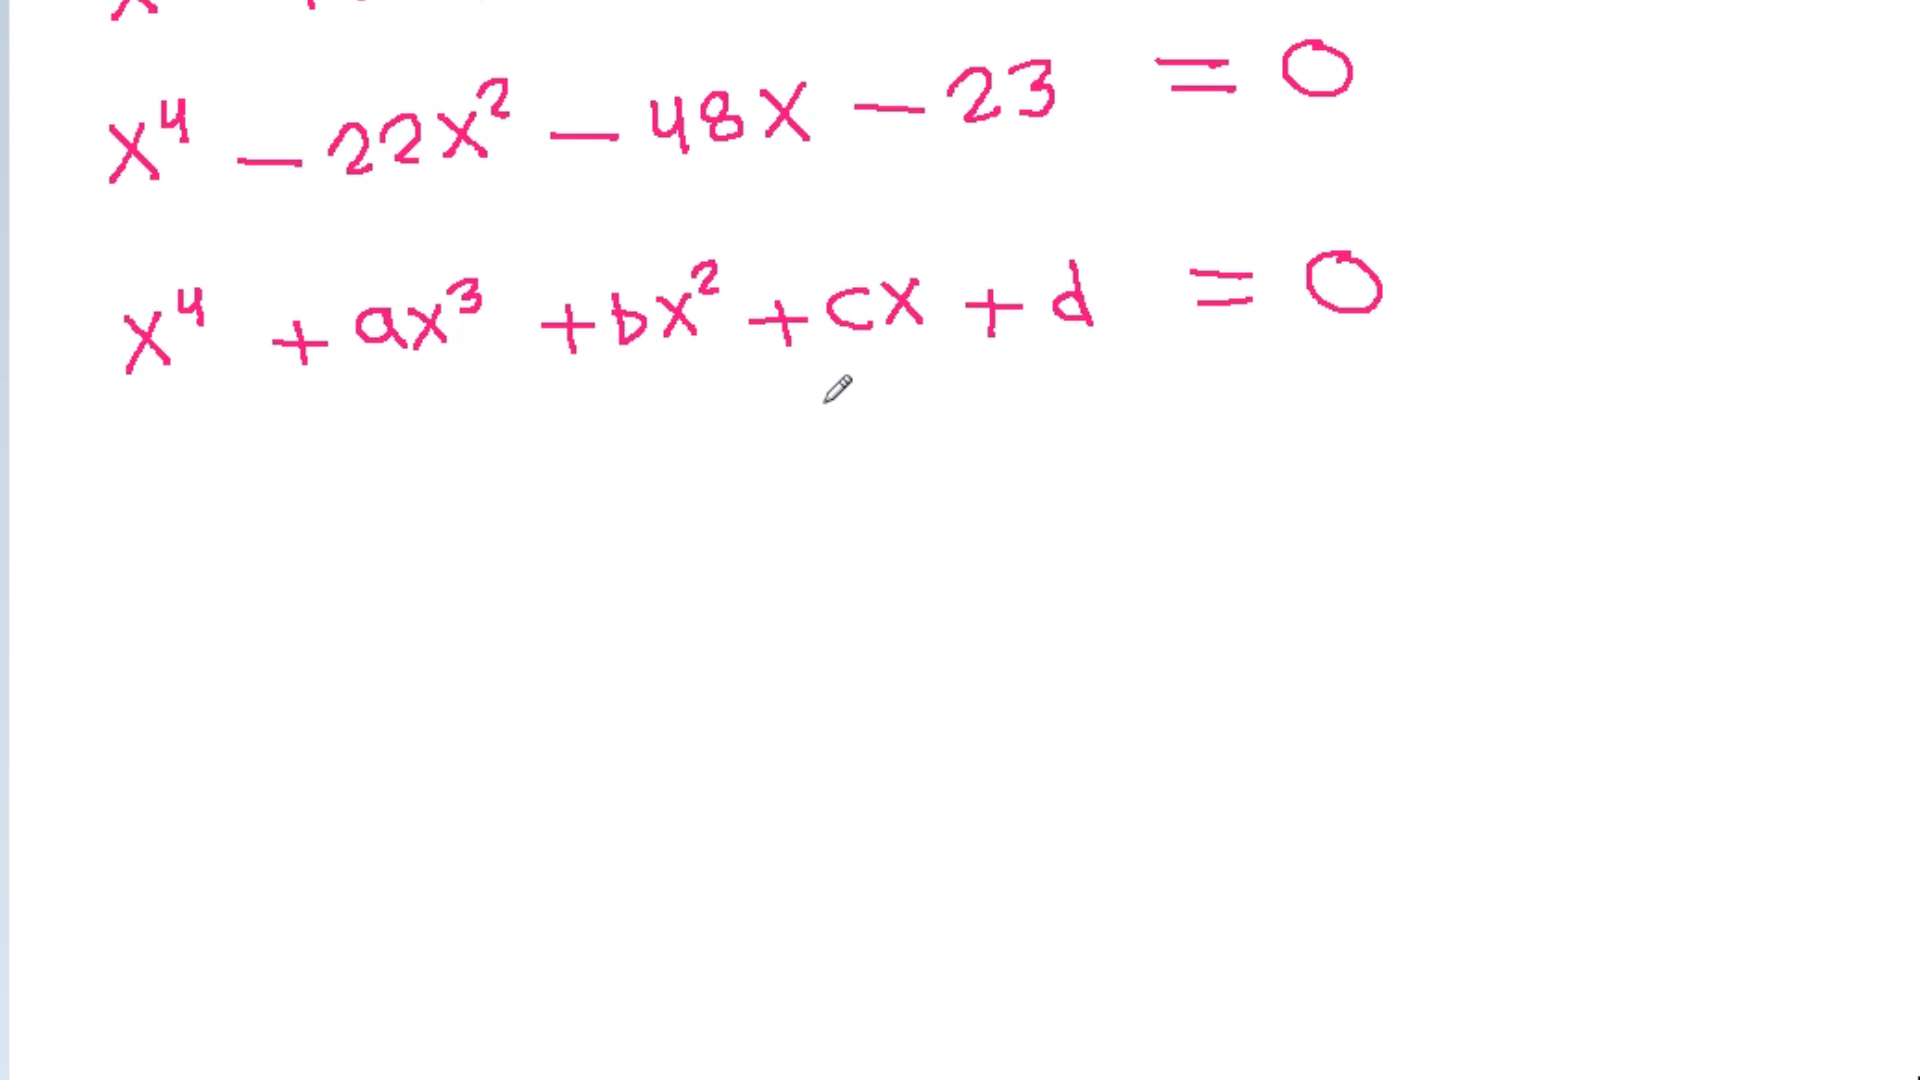 x⁴ − 22x² − 48x − 23 = 0
x⁴ + ax³ + bx² + cx + d = 0